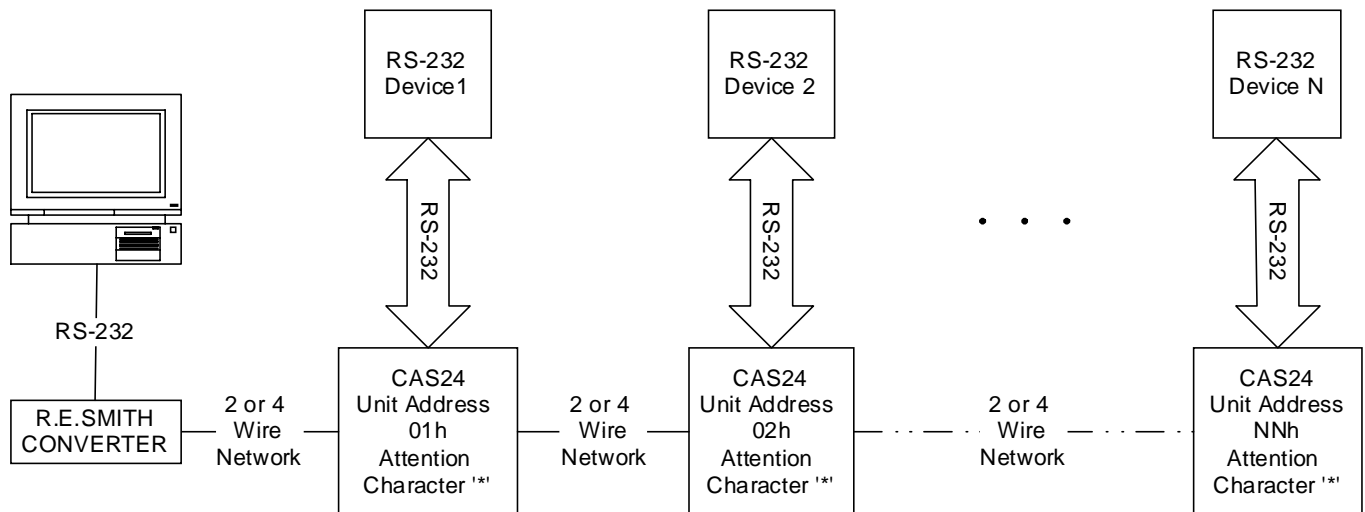 RS-232
Device1
RS-232
Device 2
RS-232
Device N
RS-232
RS-232
RS-232
RS-232
R.E.SMITH
CONVERTER
2 or 4
Wire
Network
CAS24
Unit Address
01h
Attention
Character '*'
2 or 4
Wire
Network
CAS24
Unit Address
02h
Attention
Character '*'
2 or 4
Wire
Network
CAS24
Unit Address
NNh
Attention
Character '*'